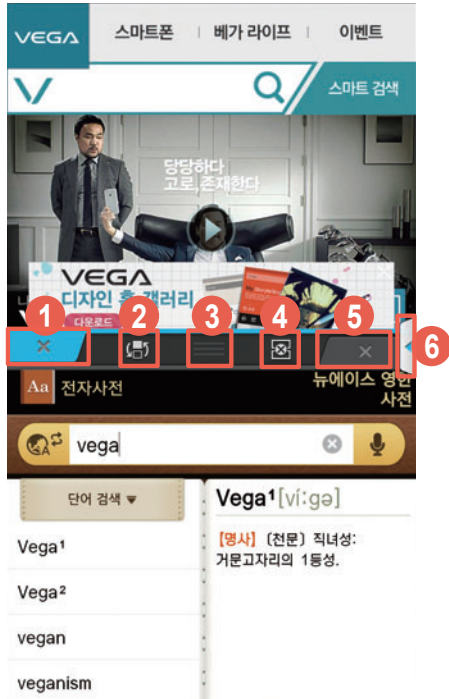 VEGA 스마트폰 베가 라이프 이벤트
스마트 검색
당당하다
고로, 존재한다
VEGA
디자인 홈 갤러리
다운로드
1 2 3 4 5 6
Aa 전자사전
뉴에이스 영한
사전
vega
단어 검색 ▼
Vega¹[ví:gə]
Vega¹
[명사] (천문) 직녀성:
거문고자리의 1등성.
Vega²
vegan
veganism